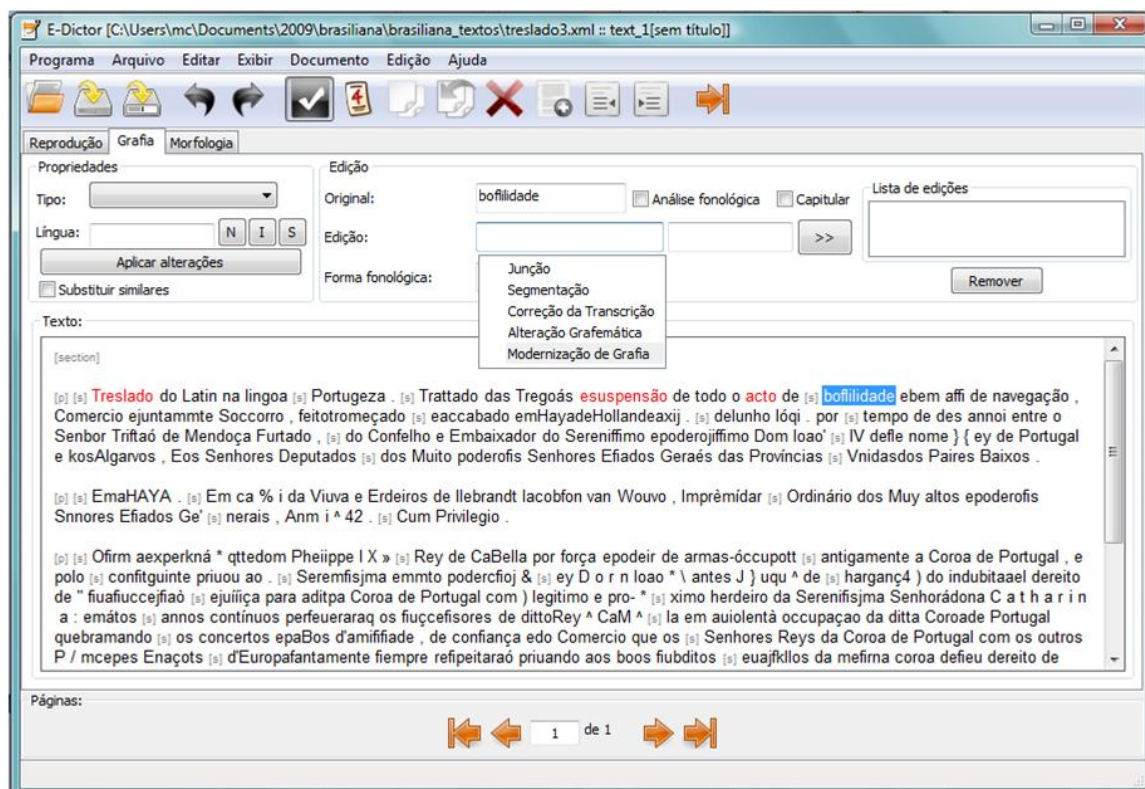 E-Dictor [C:\Users\mc\Documents\2009\brasiliana\brasiliana_textos\treslado3.xml :: text_1[sem título]]
Programa Arquivo Editar Exibir Documento Edição Ajuda
Reprodução Grafia Morfologia
Propriedades
Tipo:
Língua: N I S
Aplicar alterações
Substituir similares
Edição
Original: boflilidade Análise fonológica Capitular
Edição: >>
Forma fonológica:
Junção
Segmentação
Correção da Transcrição
Alteração Grafemática
Modernização de Grafia
Lista de edições
Remover
Texto:
[section]
[p] [s] Treslado do Latin na lingoa [s] Portugeza . [s] Trattado das Tregoás esuspensão de todo o acto de [s] boflilidade ebem affi de navegação ,
Comercio ejuntammte Soccorro , feitotromeçado [s] eaccabado emHayadeHollandeaxij . [s] delunho lóqi . por [s] tempo de des annoi entre o
Senbor Triftaó de Mendoça Furtado , [s] do Confelho e Embaixador do Sereniffimo epoderojiffimo Dom loao' [s] IV defle nome } { ey de Portugal
e kosAlgarvos , Eos Senhores Deputados [s] dos Muito poderofis Senhores Efiados Geraés das Províncias [s] Vnidasdos Paires Baixos .
[p] [s] EmaHAYA . [s] Em ca % i da Viuva e Erdeiros de llebrandt lacobfon van Wouvo , Imprèmídar [s] Ordinário dos Muy altos epoderofis
Snnores Efiados Ge' [s] nerais , Anm i ^ 42 . [s] Cum Privilegio .
[p] [s] Ofirm aexperkná * qttedom Pheiippe I X » [s] Rey de CaBella por força epodeir de armas-óccupott [s] antigamente a Coroa de Portugal , e
polo [s] confitguinte priuou ao . [s] Seremfisjma emmto podercfioj & [s] ey D o r n loao * \ antes J } uqu ^ de [s] harganç4 ) do indubitaael dereito
de " fiuafiuccejfiaò [s] ejuíïiça para aditpa Coroa de Portugal com ) legitimo e pro- * [s] ximo herdeiro da Serenifisjma Senhorádona C a t h a r i n
a : emátos [s] annos contínuos perfeueraraq os fiuçcefisores de dittoRey ^ CaM ^ [s] la em auiolentà occupaçao da ditta Coroade Portugal
quebramando [s] os concertos epaBos d'amififiade , de confiança edo Comercio que os [s] Senhores Reys da Coroa de Portugal com os outros
P / mcepes Enaçots [s] d'Europafantamente fiempre refipeitaraó priuando aos boos fiubditos [s] euajfkllos da mefirna coroa defieu dereito de
Páginas:
1 de 1